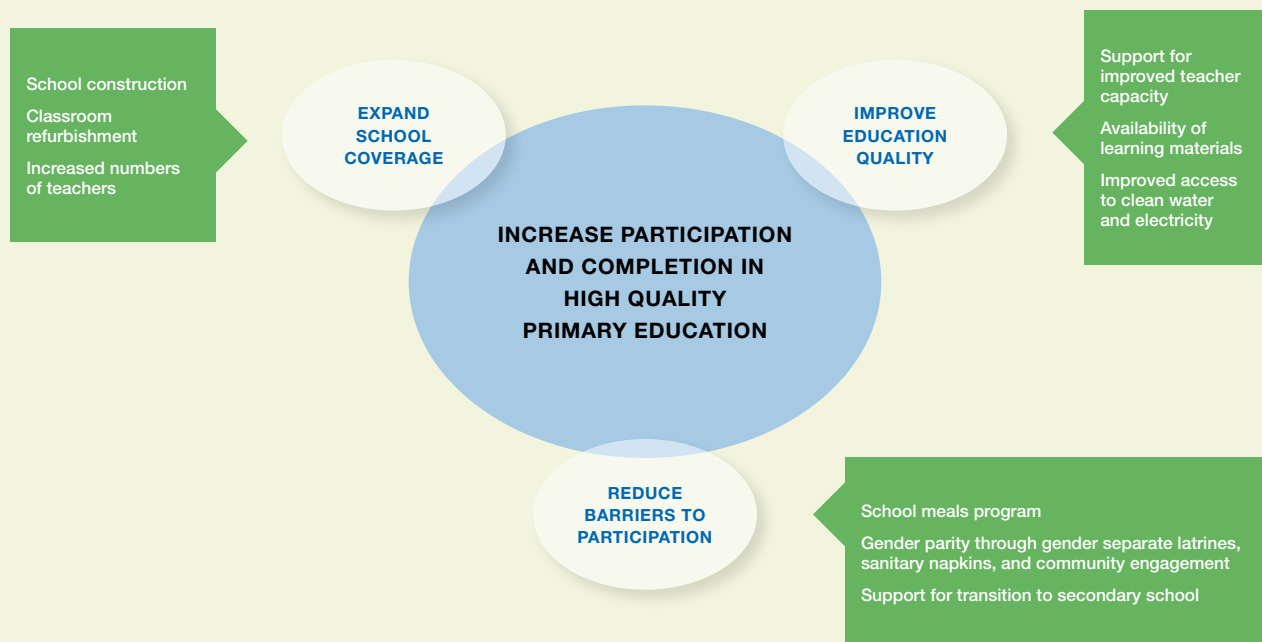 School construction
Classroom
refurbishment
Increased numbers
of teachers
EXPAND
SCHOOL
COVERAGE
IMPROVE
EDUCATION
QUALITY
Support for
improved teacher
capacity
Availability of
learning materials
Improved access
to clean water
and electricity
INCREASE PARTICIPATION
AND COMPLETION IN
HIGH QUALITY
PRIMARY EDUCATION
REDUCE
BARRIERS TO
PARTICIPATION
School meals program
Gender parity through gender separate latrines,
sanitary napkins, and community engagement
Support for transition to secondary school